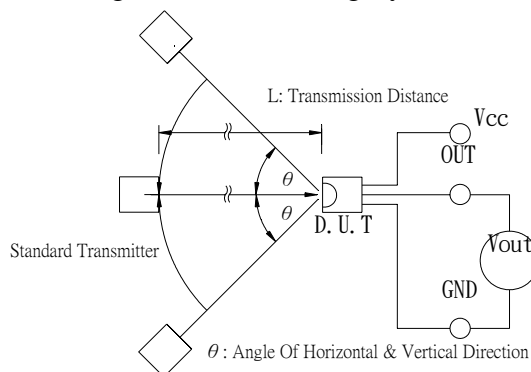 L: Transmission Distance
Vcc
OUT
θ
θ
D.U.T
Standard Transmitter
Vout
GND
θ : Angle Of Horizontal & Vertical Direction